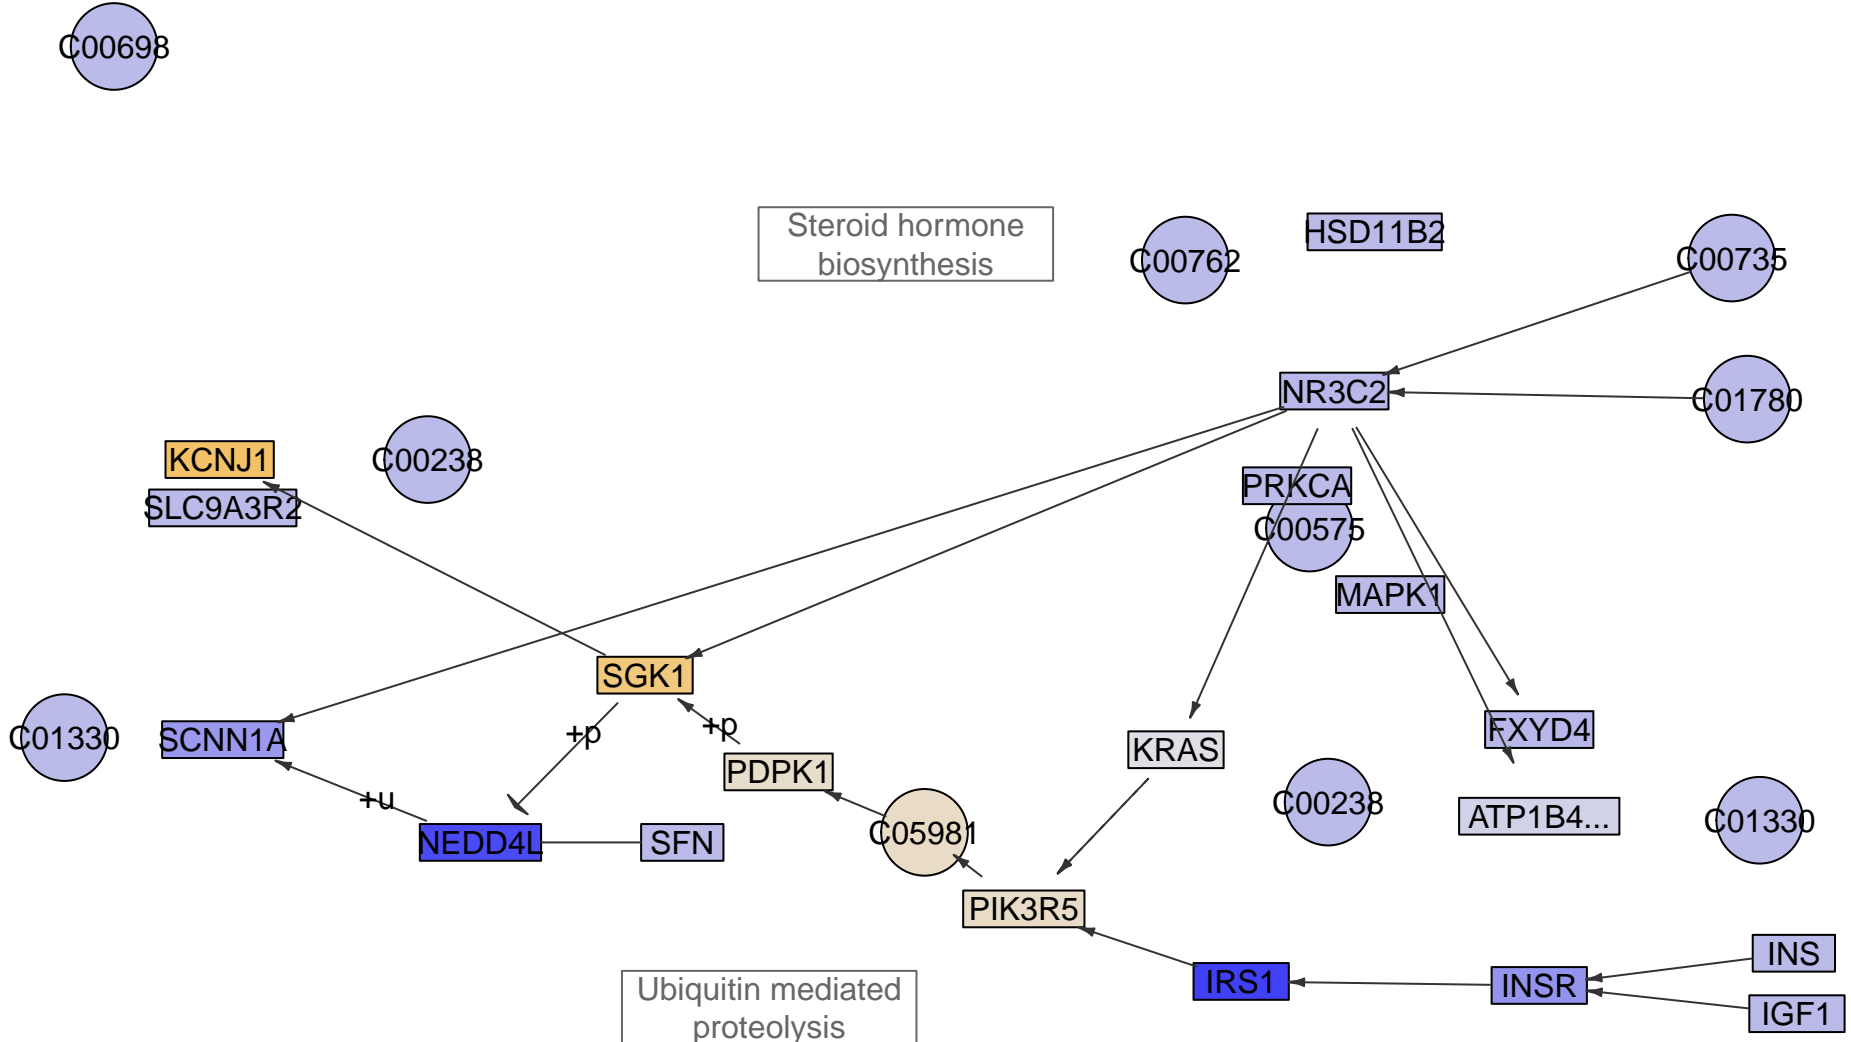 C00698
Steroid hormone
biosynthesis
C00762
HSD11B2
C00735
NR3C2
C01780
KCNJ1
C00238
SLC9A3R2
PRKCA
C00575
MAPK1
SGK1
C01330
SCNN1A
+p
+p
PDPK1
KRAS
FXYD4
+u
NEDD4L
SFN
C05981
C00238
ATP1B4...
C01330
PIK3R5
INS
IRS1
INSR
IGF1
Ubiquitin mediated
proteolysis